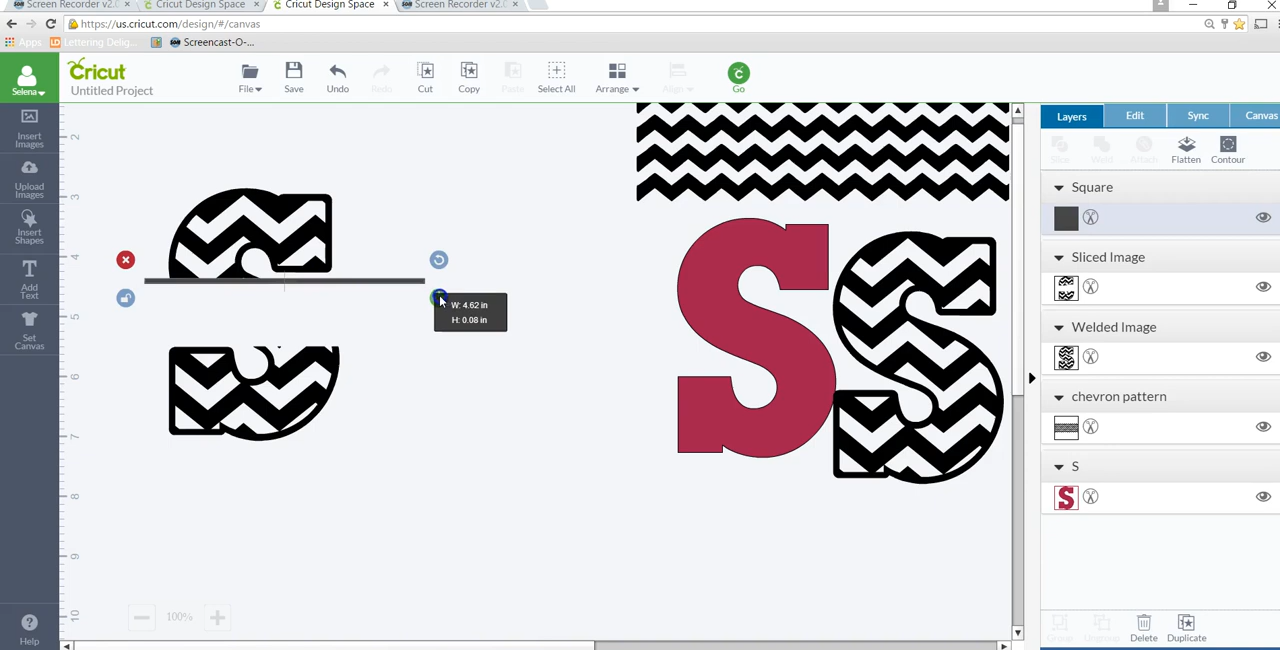 Screen Recorder v2.0
Cricut Design Space
Cricut Design Space
Screen Recorder v2.0
https://us.cricut.com/design/#/canvas
Apps
LD Lettering Delig...
SOM Screencast-O-...
Selena
Cricut
Untitled Project
File
Save
Undo
Redo
Cut
Copy
Paste
Select All
Arrange
Align
C
Go
Insert
Images
Upload
Images
Insert
Shapes
Add
Text
Set
Canvas
Help
2
3
4
5
6
7
8
9
10
W: 4.62 in
H: 0.08 in
S
S
100%
Layers
Edit
Sync
Canvas
Slice
Weld
Attach
Flatten
Contour
Square
Sliced Image
Welded Image
chevron pattern
S
Group
Ungroup
Delete
Duplicate